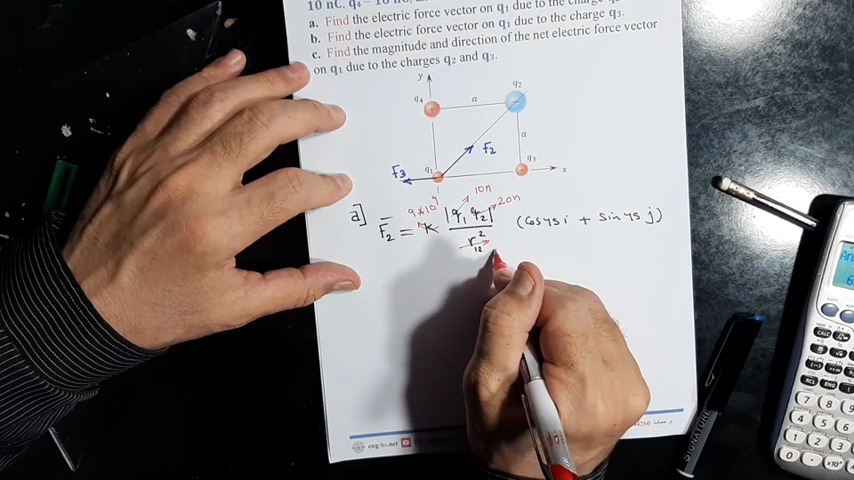 10 nC, q4
a. Find the electric force vector on q1 due to the charge
b. Find the electric force vector on q1 due to the charge q3.
c. Find the magnitude and direction of the net electric force vector
on q1 due to the charges q2 and q3.
y
q2
q4
a
a
F2
F3
q1
q3
x
10n
9*10⁹
20n
a] F̄2 = K |q1 q2| / r12² (Cos45 i + Sin45 j)
SIGNATURE
eng-hs.net